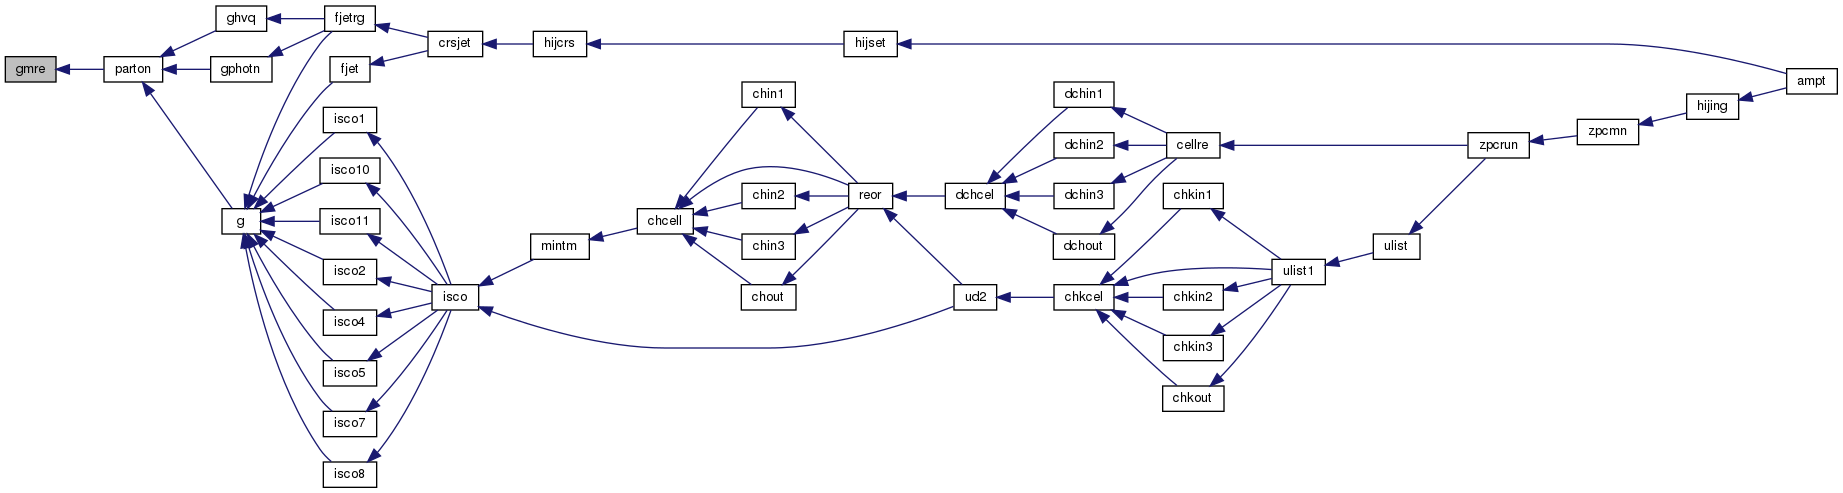 gmre
parton
ghvq
gphotn
g
fjetrg
fjet
isco1
isco10
isco11
isco2
isco4
isco5
isco7
isco8
crsjet
isco
hijcrs
mintm
chcell
chin1
chin2
chin3
chout
hijset
reor
dchcel
ud2
dchin1
dchin2
dchin3
dchout
chkcel
cellre
chkin1
chkin2
chkin3
chkout
ulist1
ulist
zpcrun
zpcmn
hijing
ampt